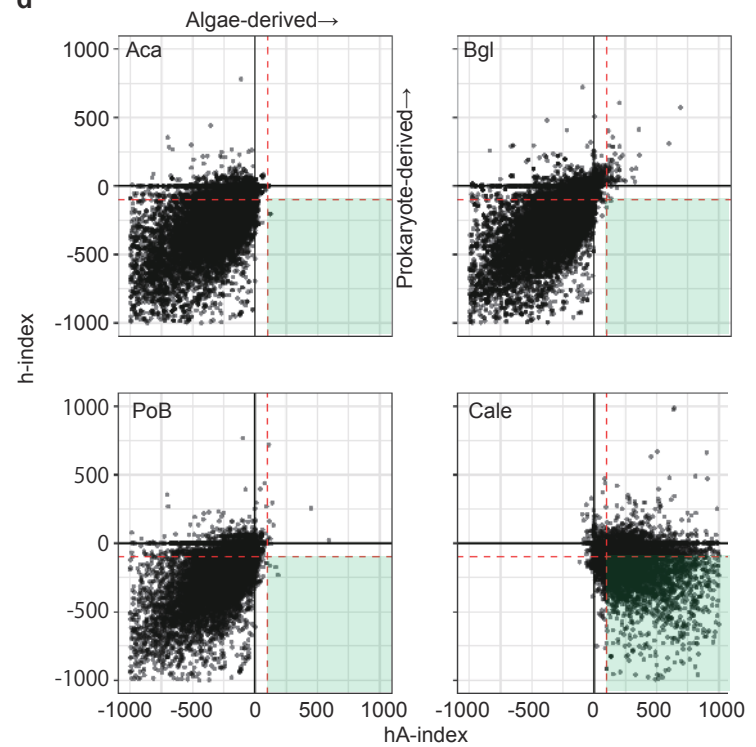 d
Algae-derived→
Aca
Bgl
1000
500
0
-500
-1000
Prokaryote-derived→
h-index
PoB
Cale
1000
500
0
-500
-1000
-1000 -500 0 500 1000 -1000 -500 0 500 1000
hA-index